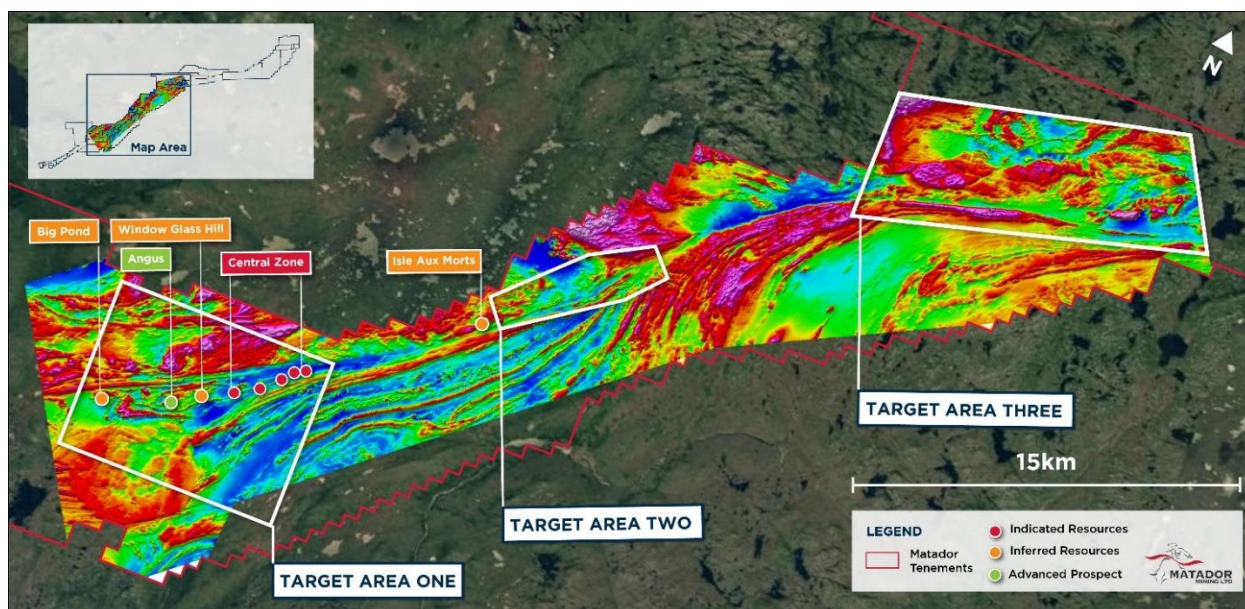 Map Area
N
Big Pond
Window Glass Hill
Angus
Central Zone
Isle Aux Morts
TARGET AREA THREE
15km
TARGET AREA TWO
TARGET AREA ONE
LEGEND
Matador
Tenements
Indicated Resources
Inferred Resources
Advanced Prospect
MATADOR
MINING LTD